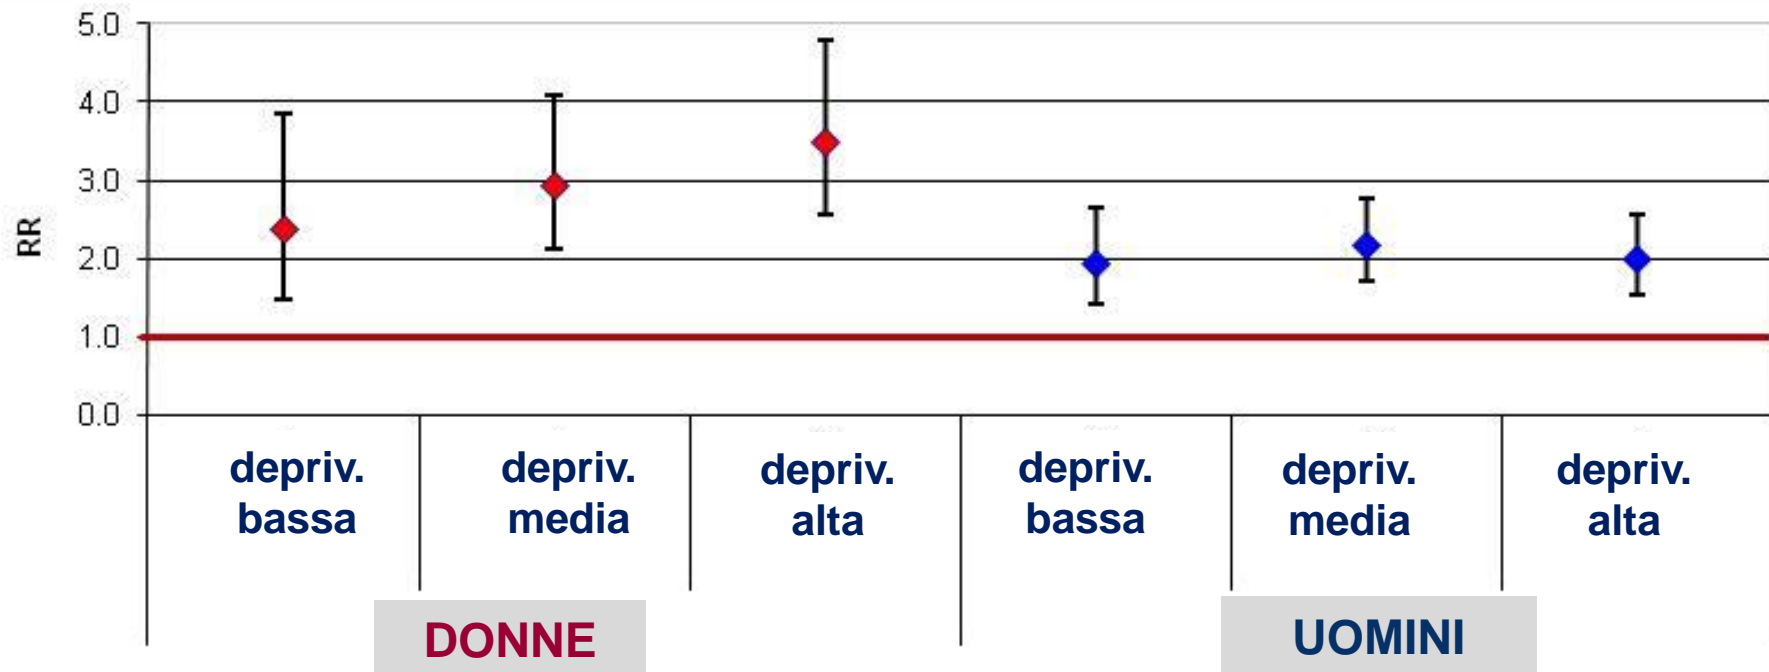 5.0
4.0
3.0
2.0
1.0
0.0
RR
depriv.
bassa
depriv.
media
depriv.
alta
depriv.
bassa
depriv.
media
depriv.
alta
DONNE
UOMINI